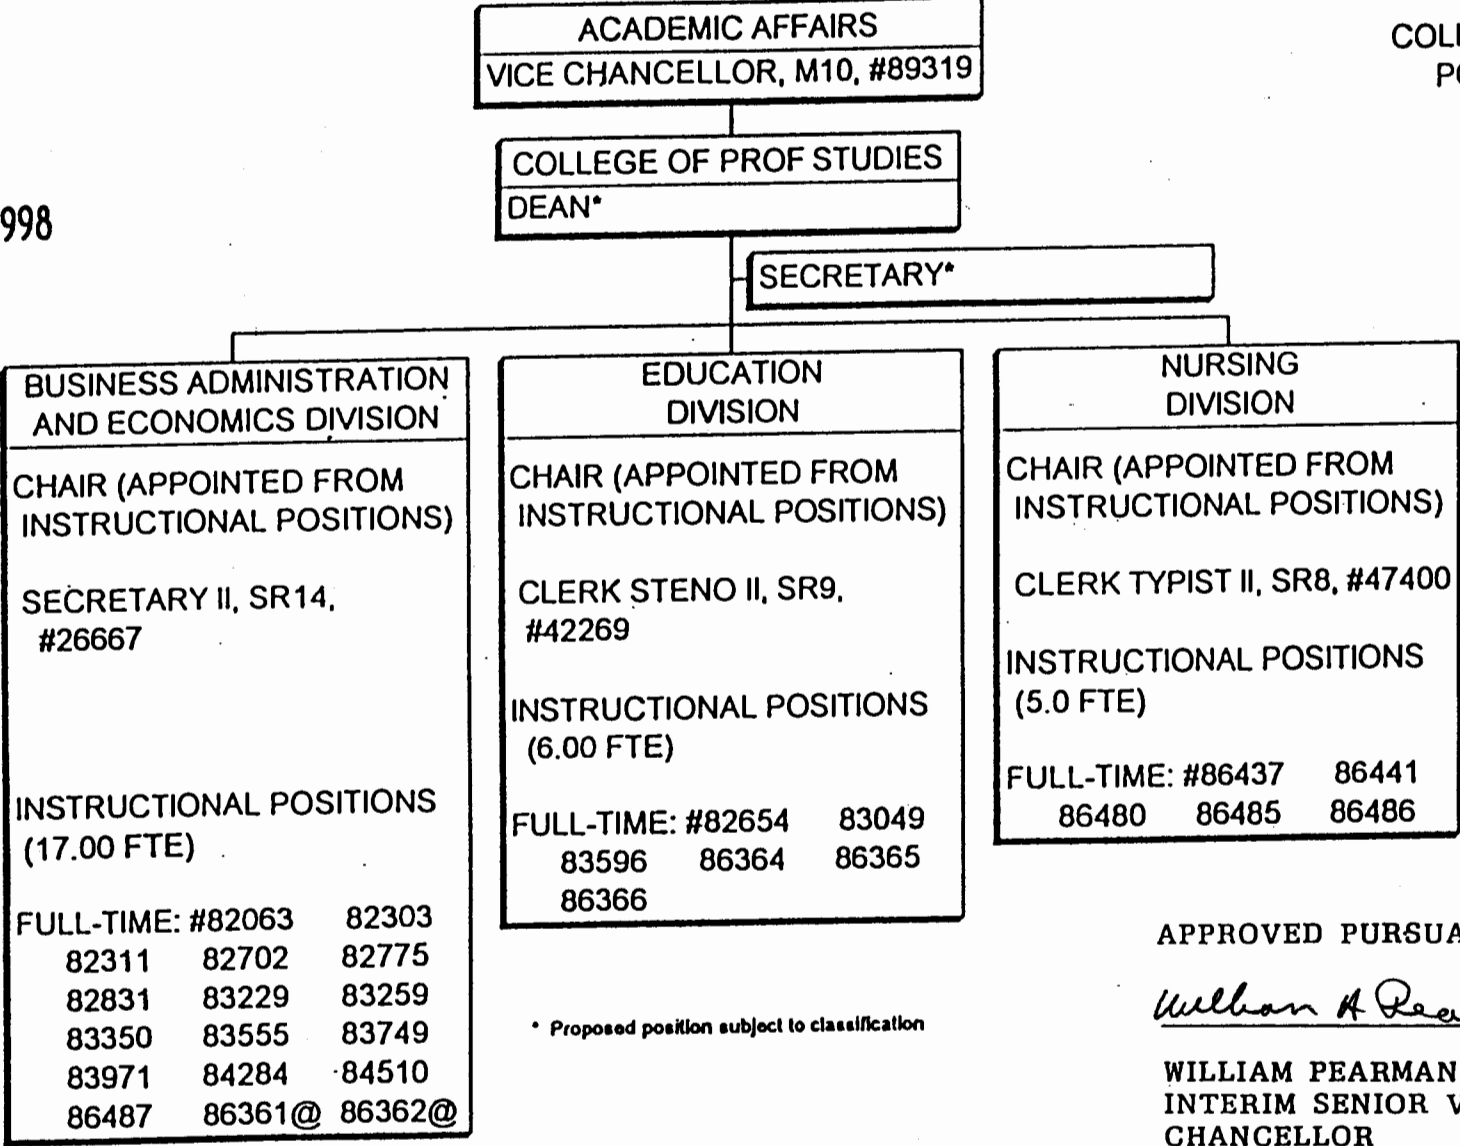 ACADEMIC AFFAIRS
VICE CHANCELLOR, M10, #89319
COLL
PO
COLLEGE OF PROF STUDIES
DEAN*
998
SECRETARY*
BUSINESS ADMINISTRATION
AND ECONOMICS DIVISION
CHAIR (APPOINTED FROM
INSTRUCTIONAL POSITIONS)
SECRETARY II, SR14,
#26667
INSTRUCTIONAL POSITIONS
(17.00 FTE)
FULL-TIME: #82063 82303
82311 82702 82775
82831 83229 83259
83350 83555 83749
83971 84284 84510
86487 86361@ 86362@
EDUCATION
DIVISION
CHAIR (APPOINTED FROM
INSTRUCTIONAL POSITIONS)
CLERK STENO II, SR9,
#42269
INSTRUCTIONAL POSITIONS
(6.00 FTE)
FULL-TIME: #82654 83049
83596 86364 86365
86366
NURSING
DIVISION
CHAIR (APPOINTED FROM
INSTRUCTIONAL POSITIONS)
CLERK TYPIST II, SR8, #47400
INSTRUCTIONAL POSITIONS
(5.0 FTE)
FULL-TIME: #86437 86441
86480 86485 86486
* Proposed position subject to classification
APPROVED PURSUA
William A Pea
WILLIAM PEARMAN
INTERIM SENIOR V
CHANCELLOR